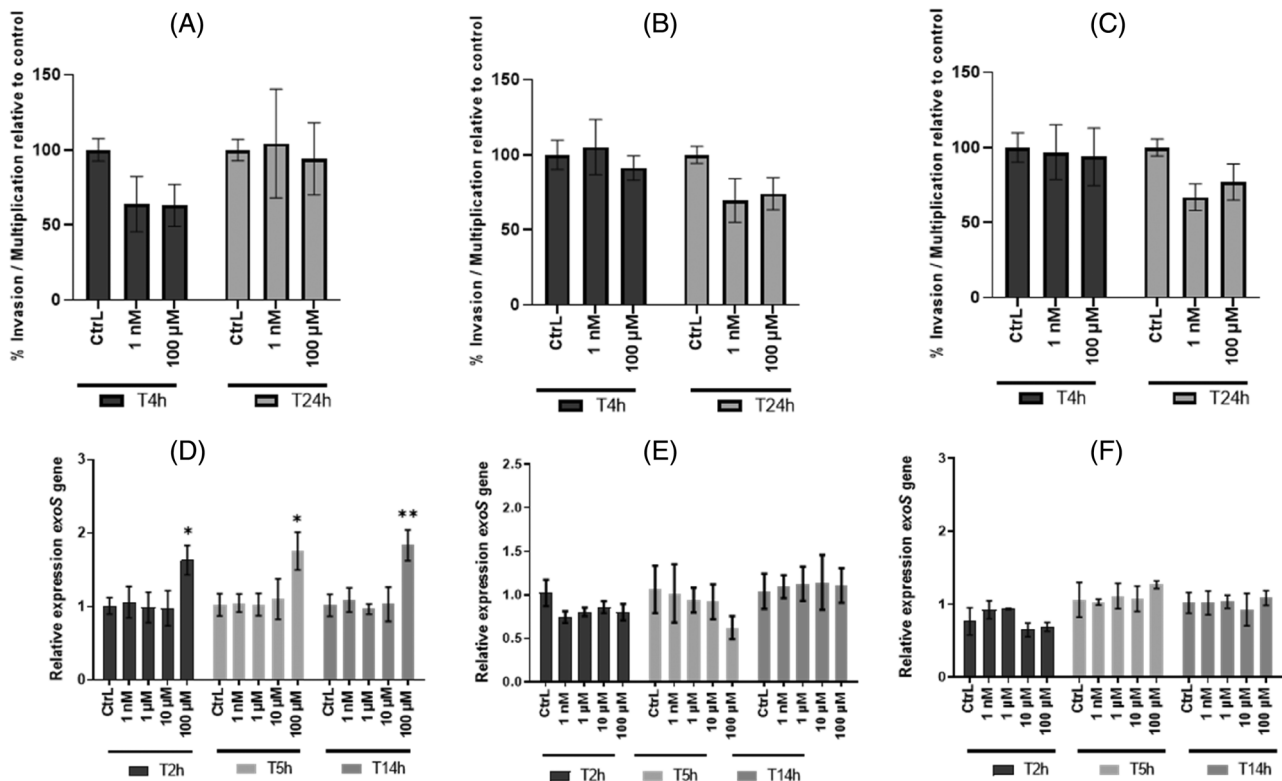 (A)
% Invasion / Multiplication relative to control
150
100
50
0
CtrL
1 nM
100 µM
CtrL
1 nM
100 µM
T4h
T24h
(B)
% Invasion / Multiplication relative to control
150
100
50
0
CtrL
1 nM
100 µM
CtrL
1 nM
100 µM
T4h
T24h
(C)
% Invasion / Multiplication relative to control
150
100
50
0
CtrL
1 nM
100 µM
CtrL
1 nM
100 µM
T4h
T24h
(D)
Relative expression exoS gene
3
2
1
0
*
*
**
CtrL
1 nM
1 µM
10 µM
100 µM
CtrL
1 nM
1 µM
10 µM
100 µM
CtrL
1 nM
1 µM
10 µM
100 µM
T2h
T5h
T14h
(E)
Relative expression exoS gene
2.5
2.0
1.5
1.0
0.5
0.0
CtrL
1 nM
1 µM
10 µM
100 µM
CtrL
1 nM
1 µM
10 µM
100 µM
CtrL
1 nM
1 µM
10 µM
100 µM
T2h
T5h
T14h
(F)
Relative expression exoS gene
3
2
1
0
CtrL
1 nM
1 µM
10 µM
100 µM
CtrL
1 nM
1 µM
10 µM
100 µM
CtrL
1 nM
1 µM
10 µM
100 µM
T2h
T5h
T14h